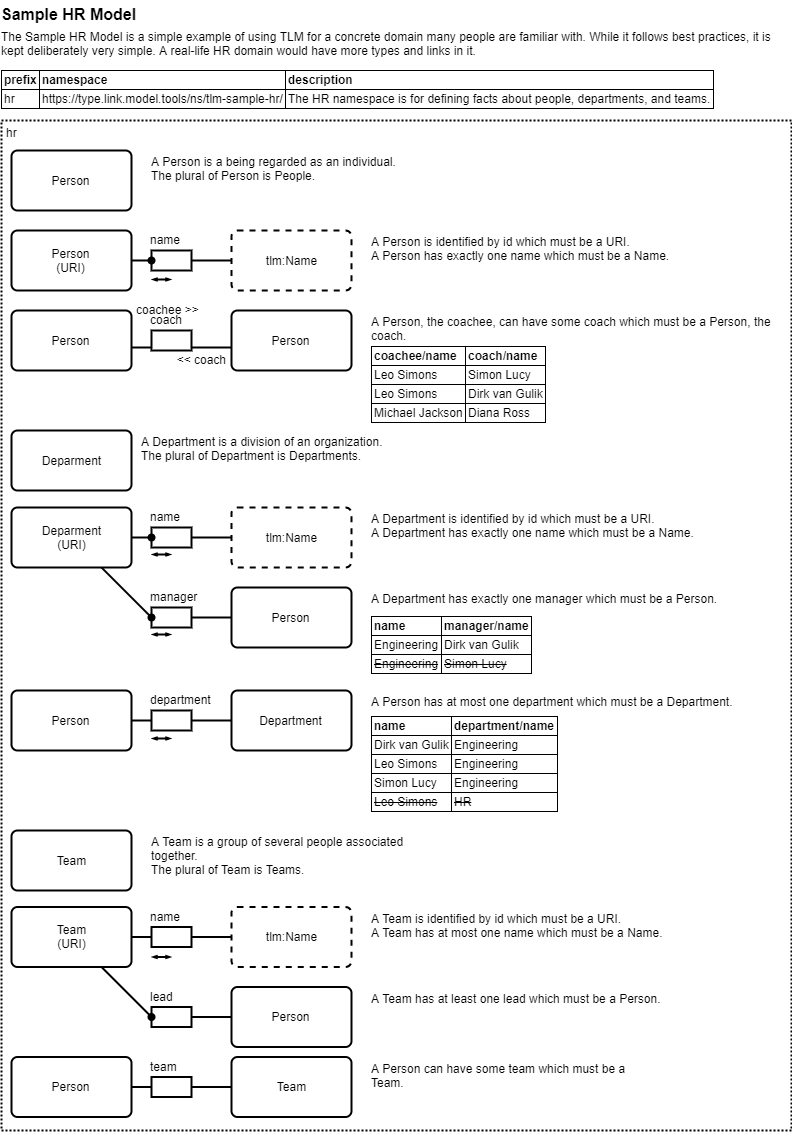 Sample HR Model
The Sample HR Model is a simple example of using TLM for a concrete domain many people are familiar with. While it follows best practices, it is
kept deliberately very simple. A real-life HR domain would have more types and links in it.
prefix namespace description
hr https://type.link.model.tools/ns/tlm-sample-hr/ The HR namespace is for defining facts about people, departments, and teams.
hr
Person
A Person is a being regarded as an individual.
The plural of Person is People.
Person
(URI)
name
tlm:Name
A Person is identified by id which must be a URI.
A Person has exactly one name which must be a Name.
Person
coachee >>
coach
<< coach
Person
A Person, the coachee, can have some coach which must be a Person, the
coach.
coachee/name coach/name
Leo Simons Simon Lucy
Leo Simons Dirk van Gulik
Michael Jackson Diana Ross
Deparment
A Department is a division of an organization.
The plural of Department is Departments.
Deparment
(URI)
name
tlm:Name
A Department is identified by id which must be a URI.
A Department has exactly one name which must be a Name.
manager
Person
A Department has exactly one manager which must be a Person.
name manager/name
Engineering Dirk van Gulik
Engineering Simon Lucy
Person
department
Department
A Person has at most one department which must be a Department.
name department/name
Dirk van Gulik Engineering
Leo Simons Engineering
Simon Lucy Engineering
Leo Simons HR
Team
A Team is a group of several people associated
together.
The plural of Team is Teams.
Team
(URI)
name
tlm:Name
A Team is identified by id which must be a URI.
A Team has at most one name which must be a Name.
lead
Person
A Team has at least one lead which must be a Person.
Person
team
Team
A Person can have some team which must be a
Team.